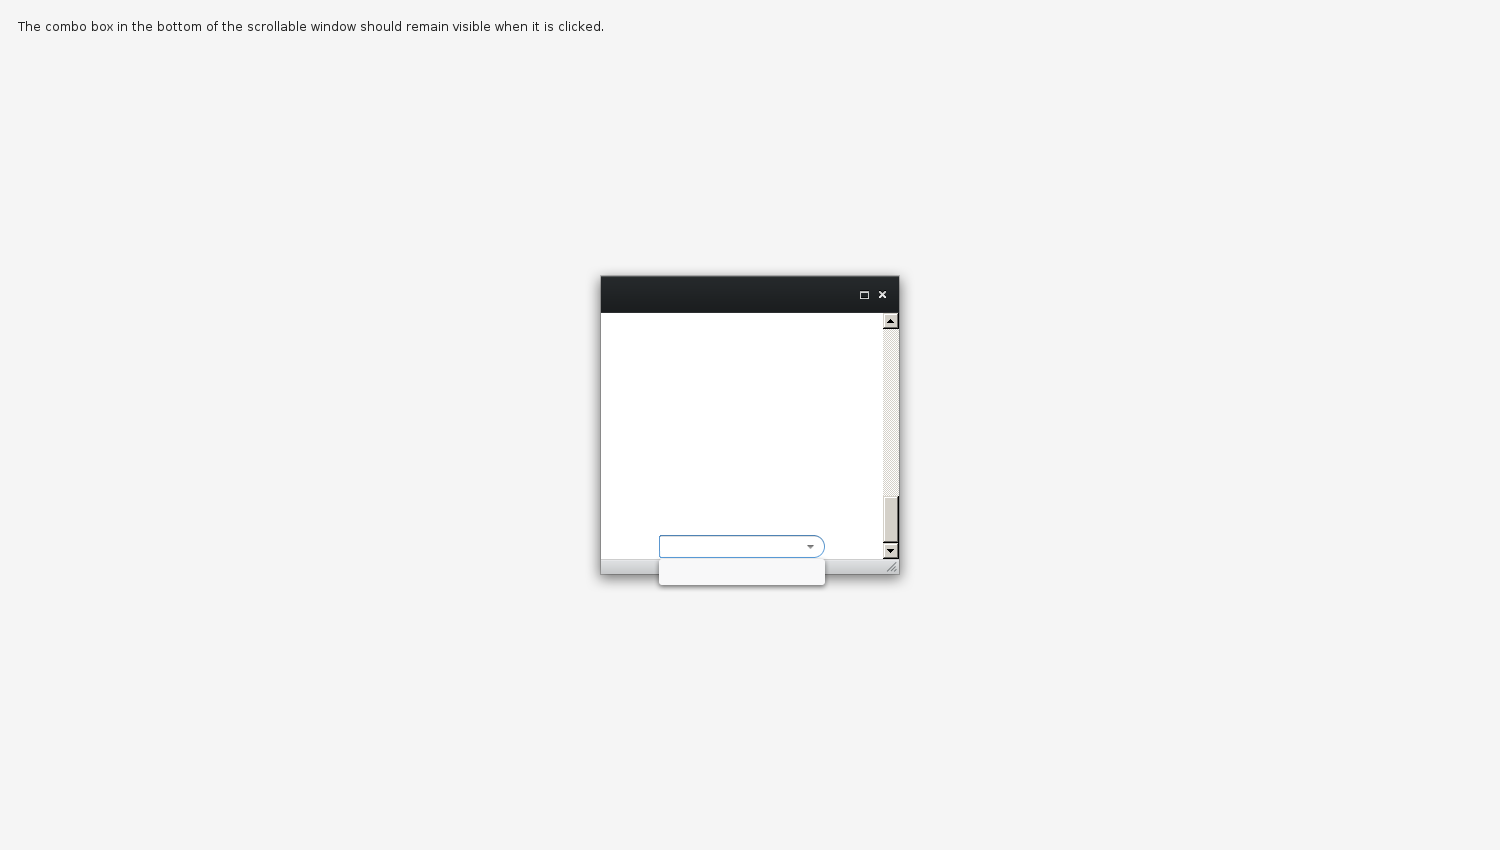 The combo box in the bottom of the scrollable window should remain visible when it is clicked.